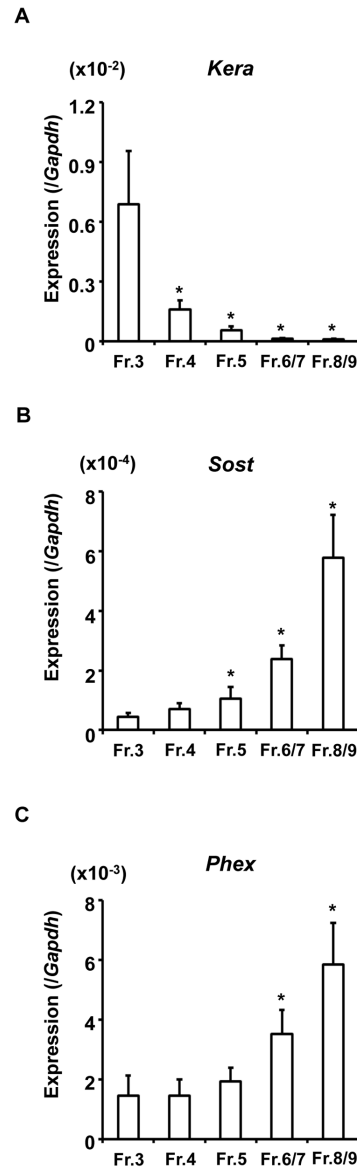 A
(x10-2) Kera
Expression (/Gapdh)
1.2
0.9
0.6
0.3
0
* * * *
Fr.3 Fr.4 Fr.5 Fr.6/7 Fr.8/9
B
(x10-4) Sost
Expression (/Gapdh)
8
6
4
2
0
* * *
Fr.3 Fr.4 Fr.5 Fr.6/7 Fr.8/9
C
(x10-3) Phex
Expression (/Gapdh)
8
6
4
2
0
* *
Fr.3 Fr.4 Fr.5 Fr.6/7 Fr.8/9